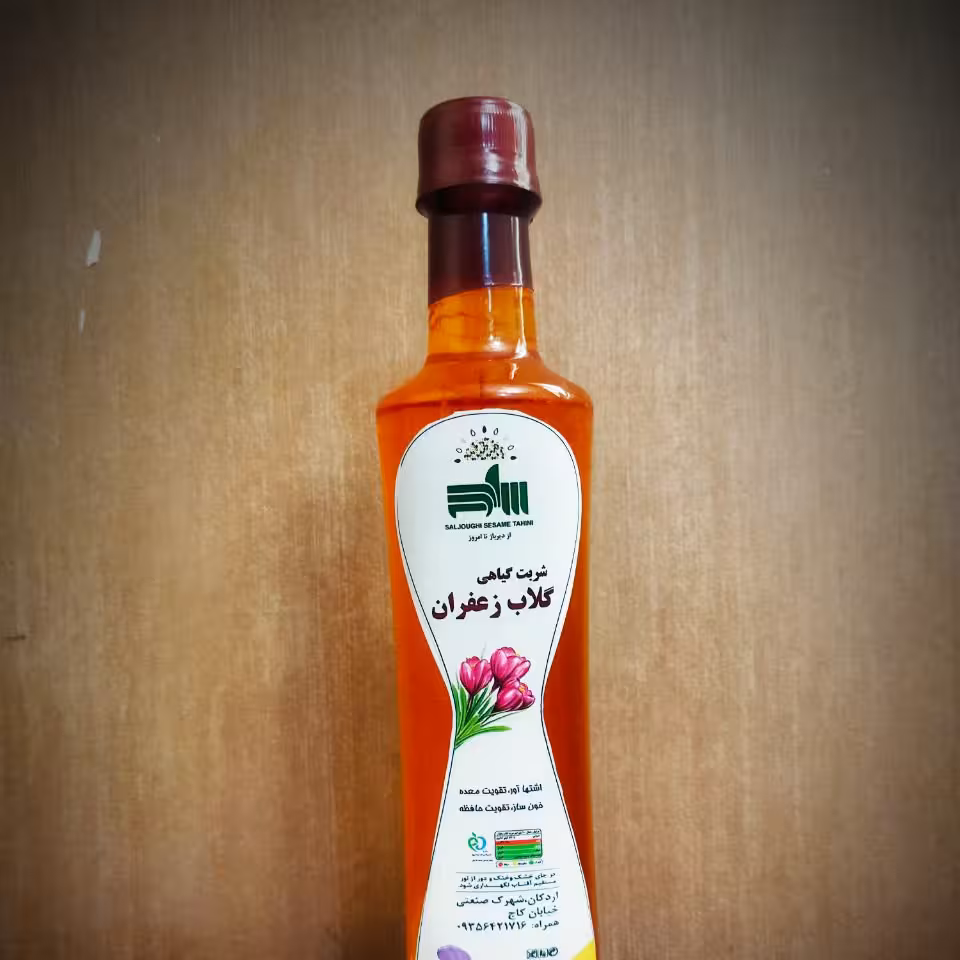 SALJOUGHI SESAME TAHINI
از دیرباز تا امروز
شربت گیاهی
گلاب زعفران
اشتها آور، تقویت معده
خون ساز، تقویت حافظه
در جای خشک و خنک و دور از نور
مستقیم آفتاب نگهداری شود
اردکان، شهرک صنعتی
خیابان کاج
همراه: ۰۹۳۵۶۴۲۱۷۱۶